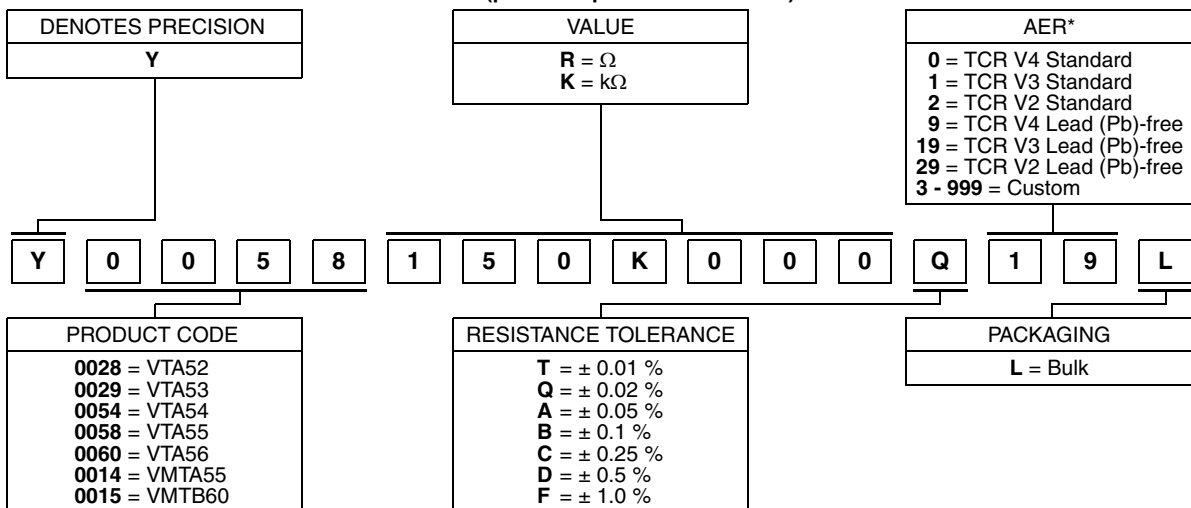 DENOTES PRECISION
Y
VALUE
R = Ω
K = kΩ
AER*
0 = TCR V4 Standard
1 = TCR V3 Standard
2 = TCR V2 Standard
9 = TCR V4 Lead (Pb)-free
19 = TCR V3 Lead (Pb)-free
29 = TCR V2 Lead (Pb)-free
3 - 999 = Custom
Y 0 0 5 8 1 5 0 K 0 0 0 Q 1 9 L
PRODUCT CODE
0028 = VTA52
0029 = VTA53
0054 = VTA54
0058 = VTA55
0060 = VTA56
0014 = VMTA55
0015 = VMTB60
RESISTANCE TOLERANCE
T = ± 0.01 %
Q = ± 0.02 %
A = ± 0.05 %
B = ± 0.1 %
C = ± 0.25 %
D = ± 0.5 %
F = ± 1.0 %
PACKAGING
L = Bulk